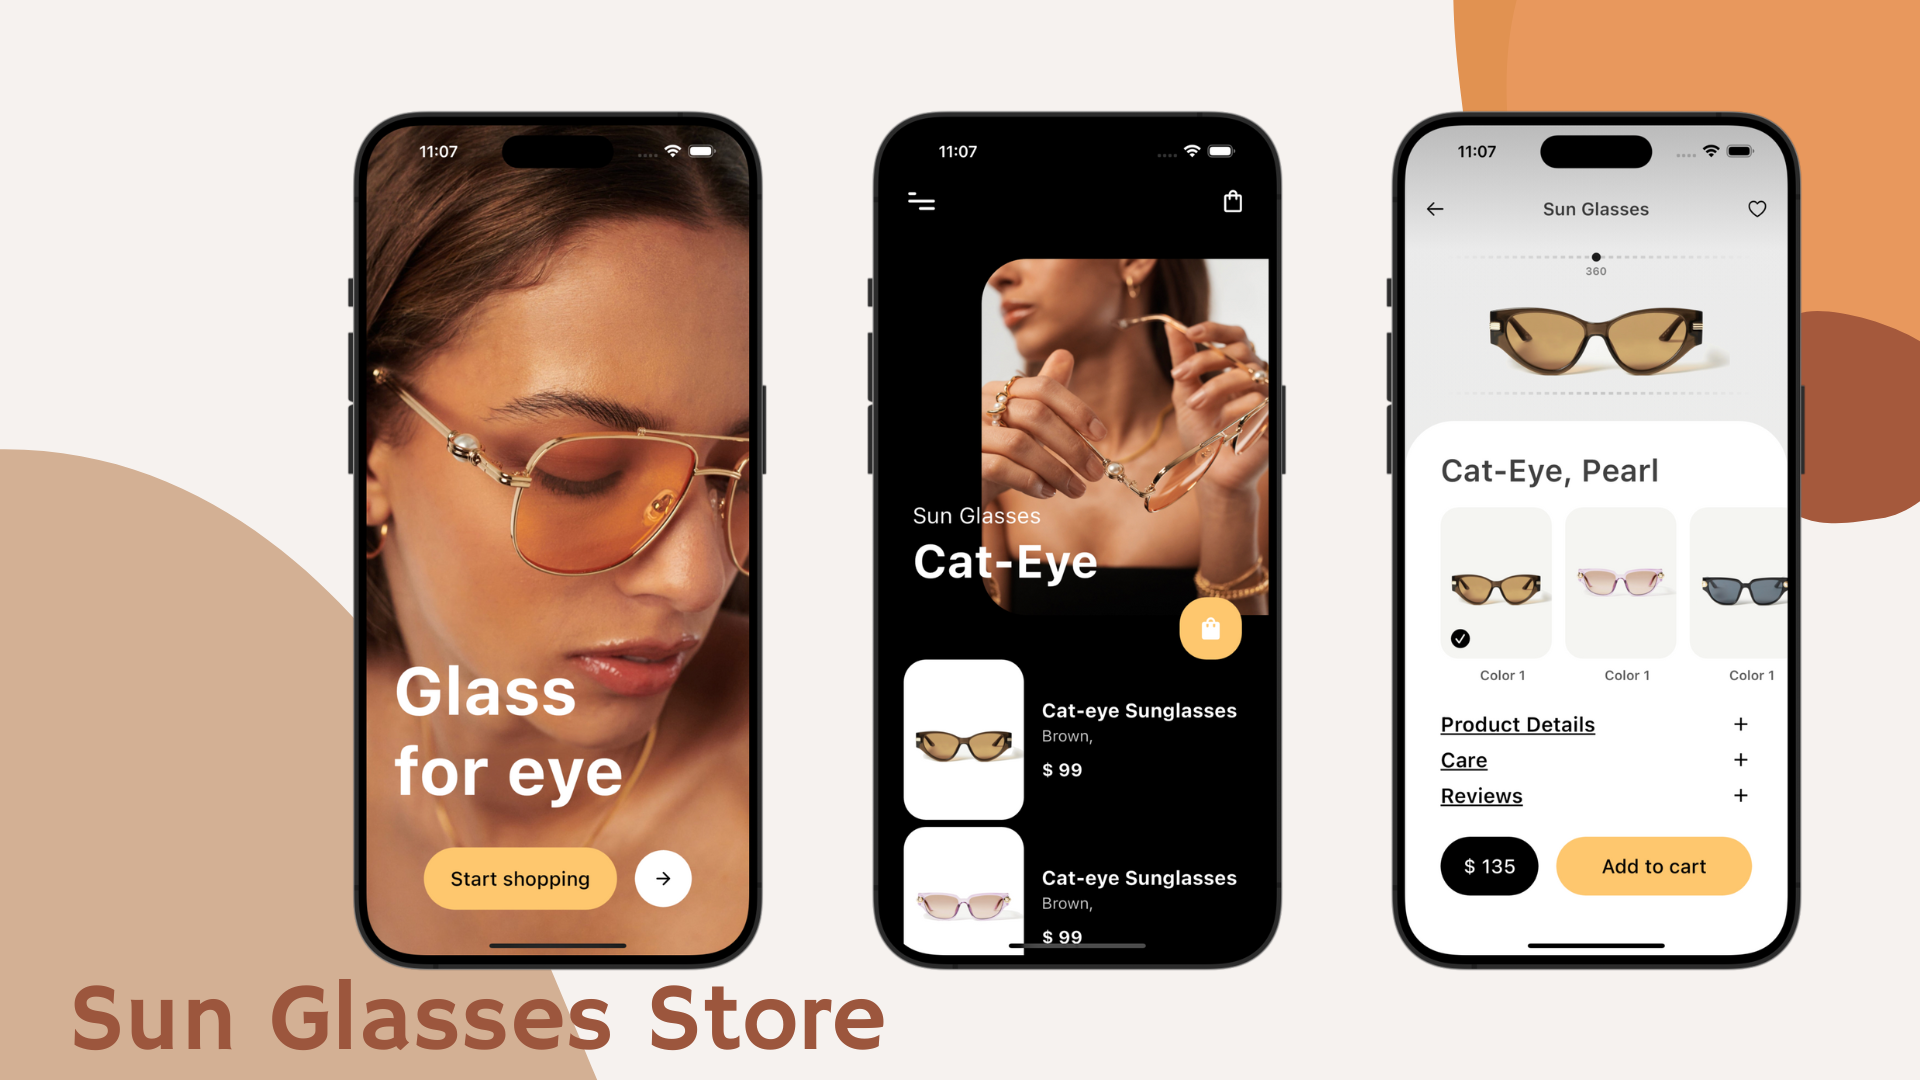 11:07
Glass
for eye
Start shopping
11:07
Sun Glasses
Cat-Eye
Cat-eye Sunglasses
Brown,
$ 99
Cat-eye Sunglasses
Brown,
$ 99
11:07
Sun Glasses
360
Cat-Eye, Pearl
Color 1
Color 1
Color 1
Product Details
Care
Reviews
$ 135
Add to cart
Sun Glasses Store